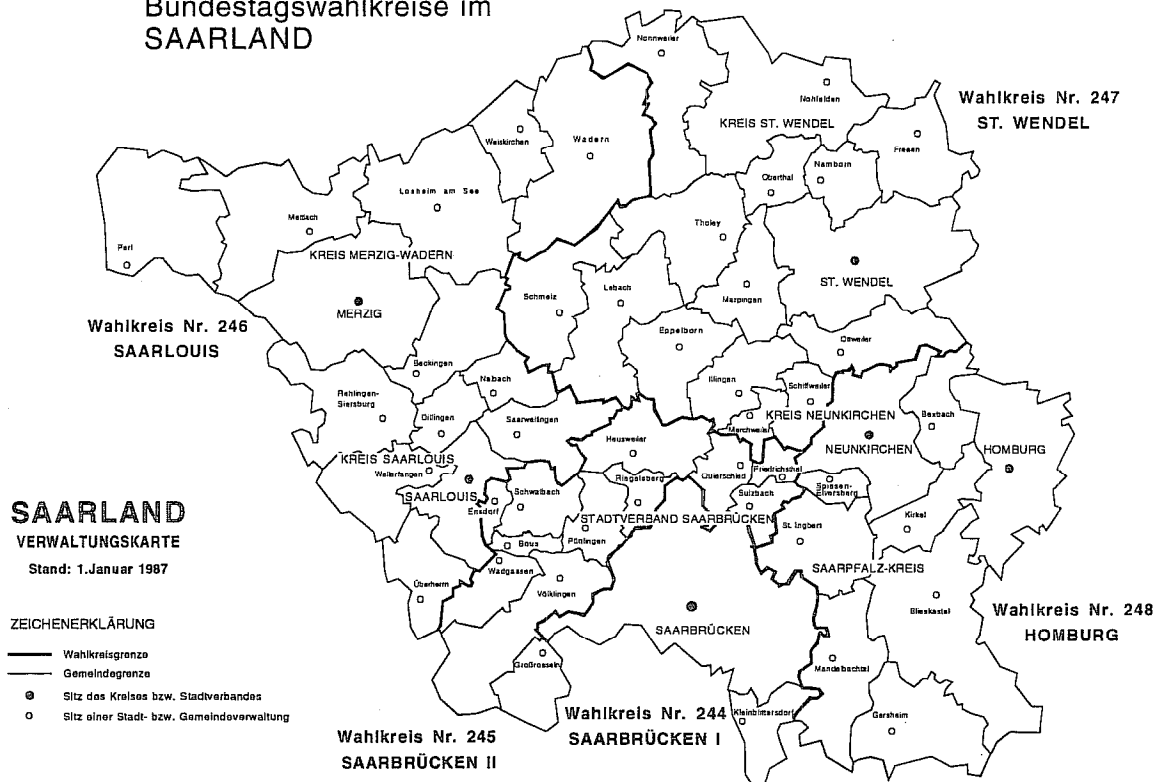 Bundestagswahlkreise im
SAARLAND
Nonnweiler
Nohfelden
Wahlkreis Nr. 247
ST. WENDEL
KREIS ST. WENDEL
Weiskirchen
Wadern
Freisen
Oberthal
Namborn
Losheim am See
Mettlach
Tholey
Perl
KREIS MERZIG-WADERN
ST. WENDEL
Schmelz
Lebach
Marpingen
MERZIG
Wahlkreis Nr. 246
SAARLOUIS
Eppelborn
Ottweiler
Beckingen
Nalbach
Illingen
Schiffweiler
Rehlingen-
Siersburg
Dillingen
Saarwellingen
Merchweiler
KREIS NEUNKIRCHEN
Bexbach
Heusweiler
NEUNKIRCHEN
HOMBURG
KREIS SAARLOUIS
Wallerfangen
Quierschied
Friedrichsthal
Riegelsberg
Spiesen-
Elversberg
SAARLOUIS
Schwalbach
Sulzbach
Ensdorf
STADTVERBAND SAARBRÜCKEN
St. Ingbert
Kirkel
Bous
Püttlingen
Wadgassen
SAARPFALZ-KREIS
Überherrn
Völklingen
Blieskastel
SAARBRÜCKEN
Wahlkreis Nr. 248
HOMBURG
Großrosseln
Mandelbachtal
Kleinblittersdorf
Gersheim
Wahlkreis Nr. 244
SAARBRÜCKEN I
Wahlkreis Nr. 245
SAARBRÜCKEN II
SAARLAND
VERWALTUNGSKARTE
Stand: 1.Januar 1987
ZEICHENERKLÄRUNG
Wahlkreisgrenze
Gemeindegrenze
Sitz des Kreises bzw. Stadtverbandes
Sitz einer Stadt- bzw. Gemeindeverwaltung